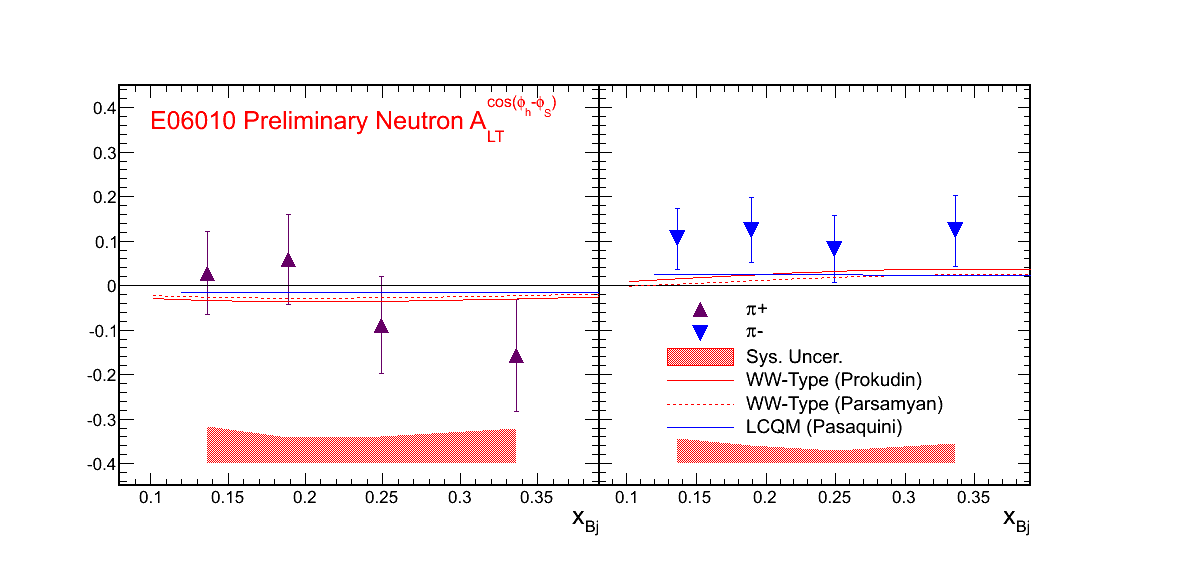 E06010 Preliminary Neutron A_LT^cos(ϕ_h-ϕ_S)
0.4
0.3
0.2
0.1
0
-0.1
-0.2
-0.3
-0.4
0.1 0.15 0.2 0.25 0.3 0.35
x_Bj
π+
π-
Sys. Uncer.
WW-Type (Prokudin)
WW-Type (Parsamyan)
LCQM (Pasaquini)
0.1 0.15 0.2 0.25 0.3 0.35
x_Bj